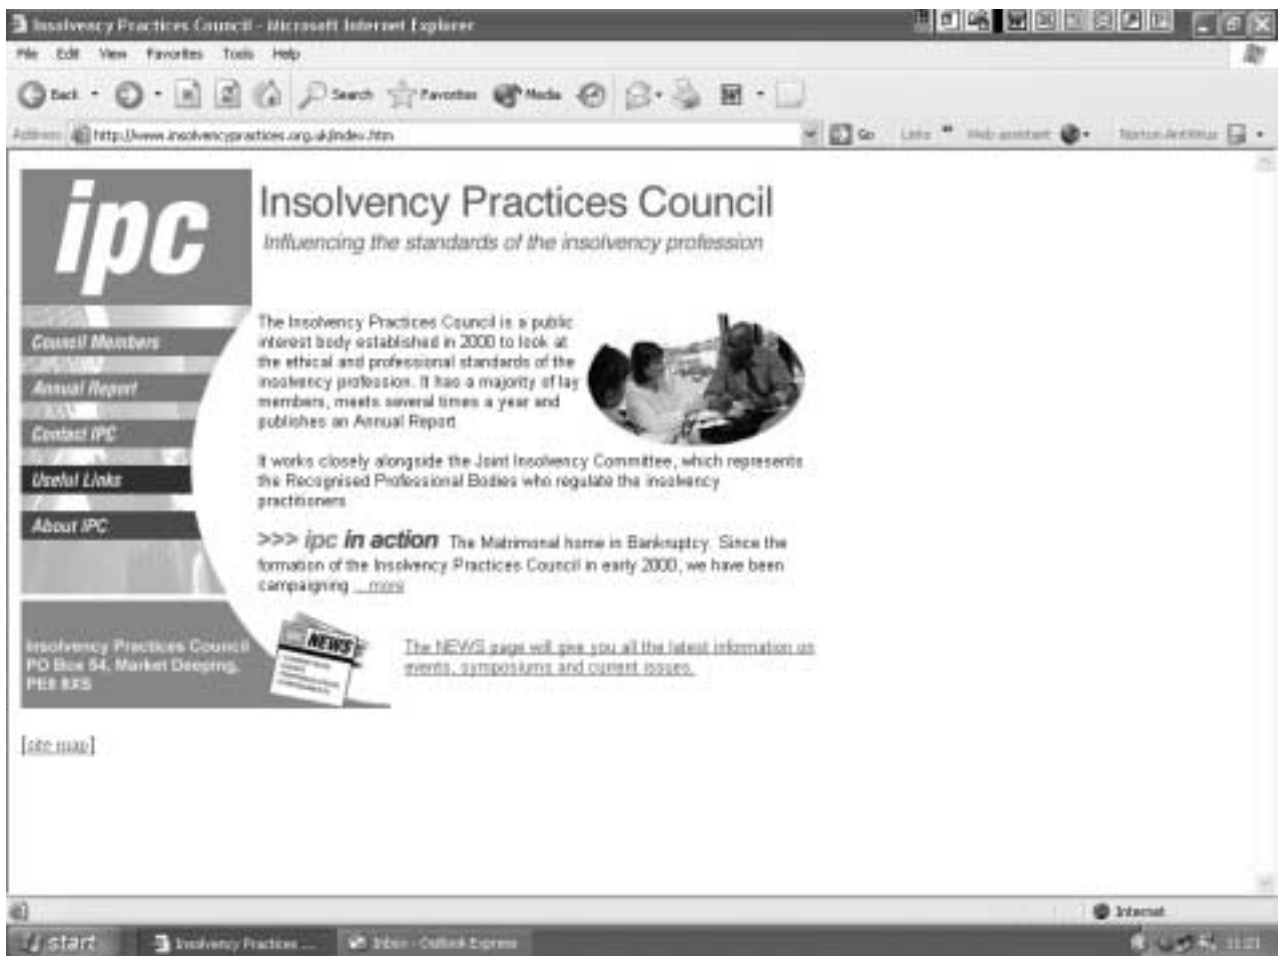 Insolvency Practices Council - Microsoft Internet Explorer
File Edit View Favorites Tools Help
Back Search Favorites Media
Address http://www.insolvencypractices.org.uk/index.htm Go Links Web assistant Norton AntiVirus
ipc
Insolvency Practices Council
Influencing the standards of the insolvency profession
Council Members
Annual Report
Contact IPC
Useful Links
About IPC
The Insolvency Practices Council is a public
interest body established in 2000 to look at
the ethical and professional standards of the
insolvency profession. It has a majority of lay
members, meets several times a year and
publishes an Annual Report.
It works closely alongside the Joint Insolvency Committee, which represents
the Recognised Professional Bodies who regulate the insolvency
practitioners.
>>> ipc in action The Matrimonal home in Bankruptcy. Since the
formation of the Insolvency Practices Council in early 2000, we have been
campaigning ...more
Insolvency Practices Council
PO Box 54, Market Deeping,
PE6 8XS
NEWS
The NEWS page will give you all the latest information on
events, symposiums and current issues.
[site map]
Internet
start Insolvency Practices ... Inbox - Outlook Express 11:21